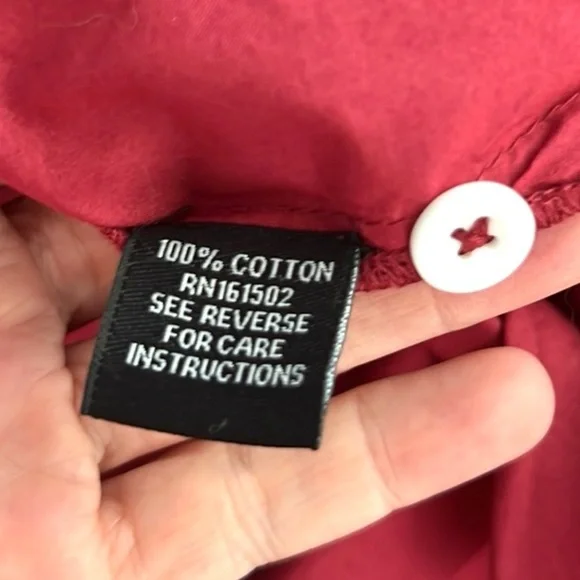 100% COTTON
RN161502
SEE REVERSE
FOR CARE
INSTRUCTIONS